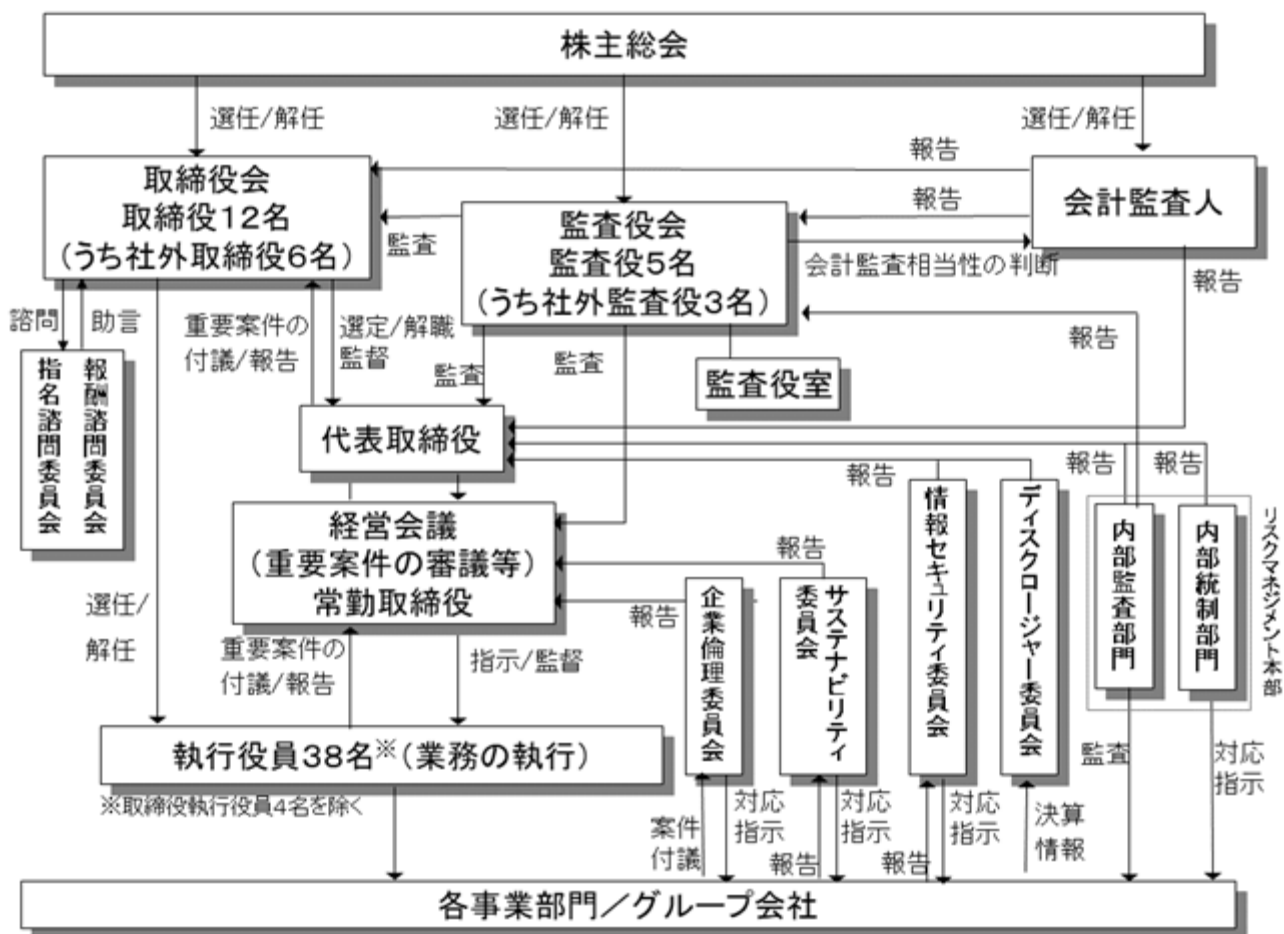 株主総会
選任/解任
選任/解任
選任/解任
取締役会
取締役12名
(うち社外取締役6名)
監査役会
監査役5名
(うち社外監査役3名)
会計監査人
報告
報告
監査
会計監査相当性の判断
報告
諮問
助言
指名諮問委員会
報酬諮問委員会
重要案件の
付議/報告
選定/解職
監督
監査
監査
監査役室
報告
代表取締役
報告
報告
報告
経営会議
(重要案件の審議等)
常勤取締役
報告
報告
選任/
解任
重要案件の
付議/報告
指示/監督
企業倫理委員会
サステナビリティ
委員会
情報セキュリティ委員会
ディスクロージャー委員会
内部監査部門
内部統制部門
リスクマネジメント本部
執行役員38名※(業務の執行)
※取締役執行役員4名を除く
案件
付議
対応
指示
報告
対応
指示
報告
対応
指示
決算
情報
監査
対応
指示
各事業部門/グループ会社